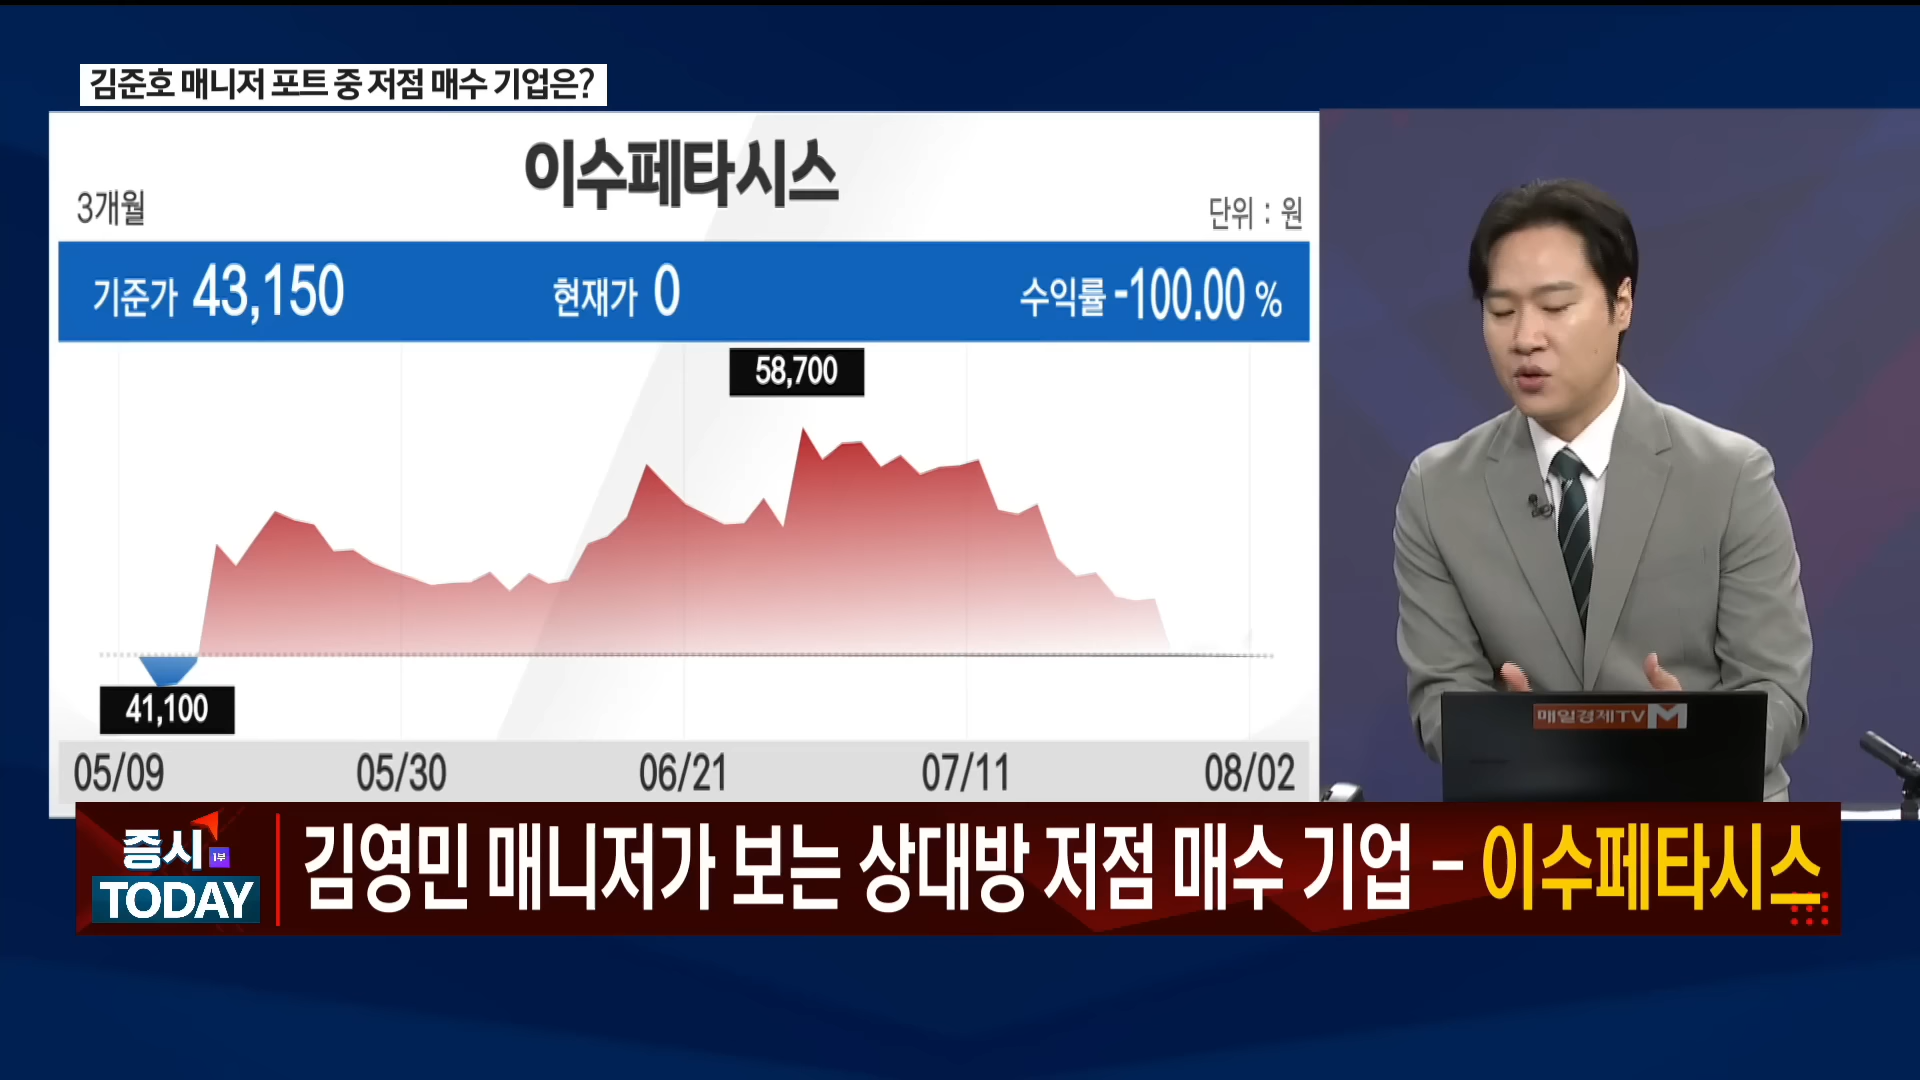 김준호 매니저 포트 중 저점 매수 기업은?
이수페타시스
3개월
단위 : 원
기준가 43,150 현재가 0 수익률 -100.00 %
58,700
41,100
05/09 05/30 06/21 07/11 08/02
매일경제TV M
증시 1부
TODAY
김영민 매니저가 보는 상대방 저점 매수 기업 - 이수페타시스